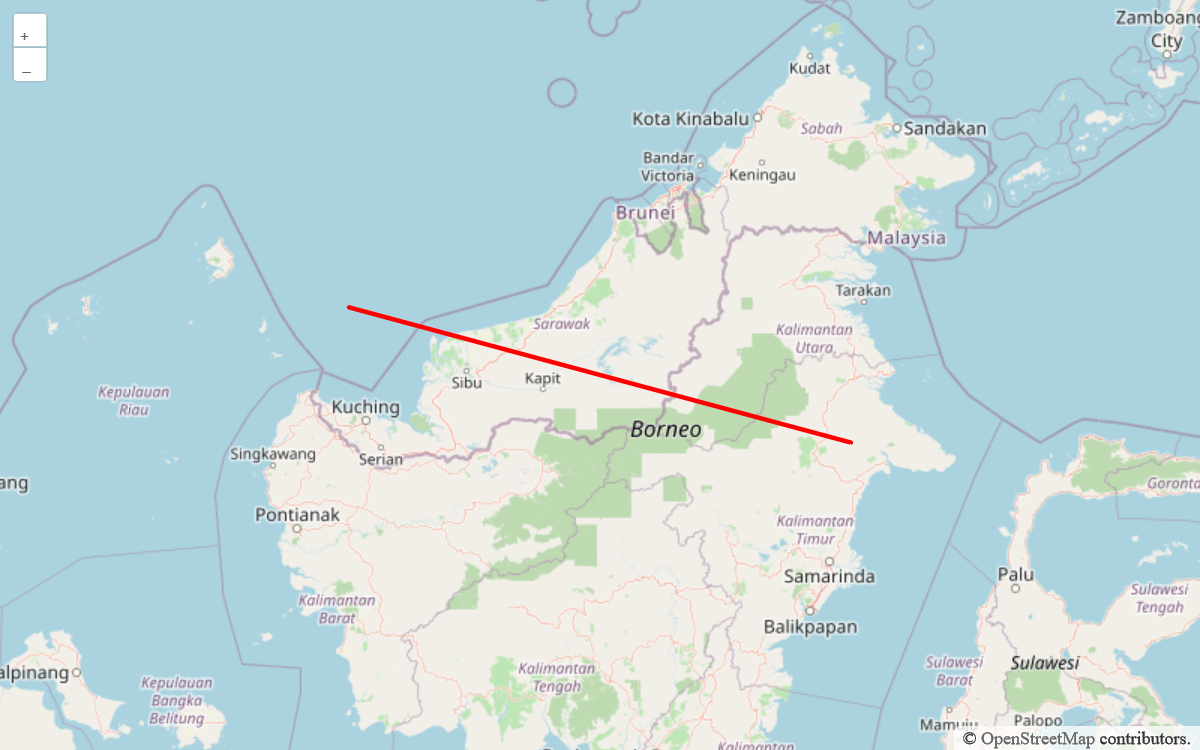 +
–
Zamboang
City
Kudat
Kota Kinabalu
Sabah
Sandakan
Bandar
Victoria
Keningau
Brunei
Malaysia
Tarakan
Sarawak
Kalimantan
Utara
Sibu
Kapit
Kepulauan
Riau
Kuching
Borneo
Singkawang
Serian
ang
Goronta
Pontianak
Kalimantan
Timur
Samarinda
Palu
Sulawesi
Tengah
Kalimantan
Barat
Balikpapan
alpinang
Kepulauan
Bangka
Belitung
Kalimantan
Tengah
Sulawesi
Barat
Sulawesi
Mamuju
Palopo
Kalimantan
© OpenStreetMap contributors.